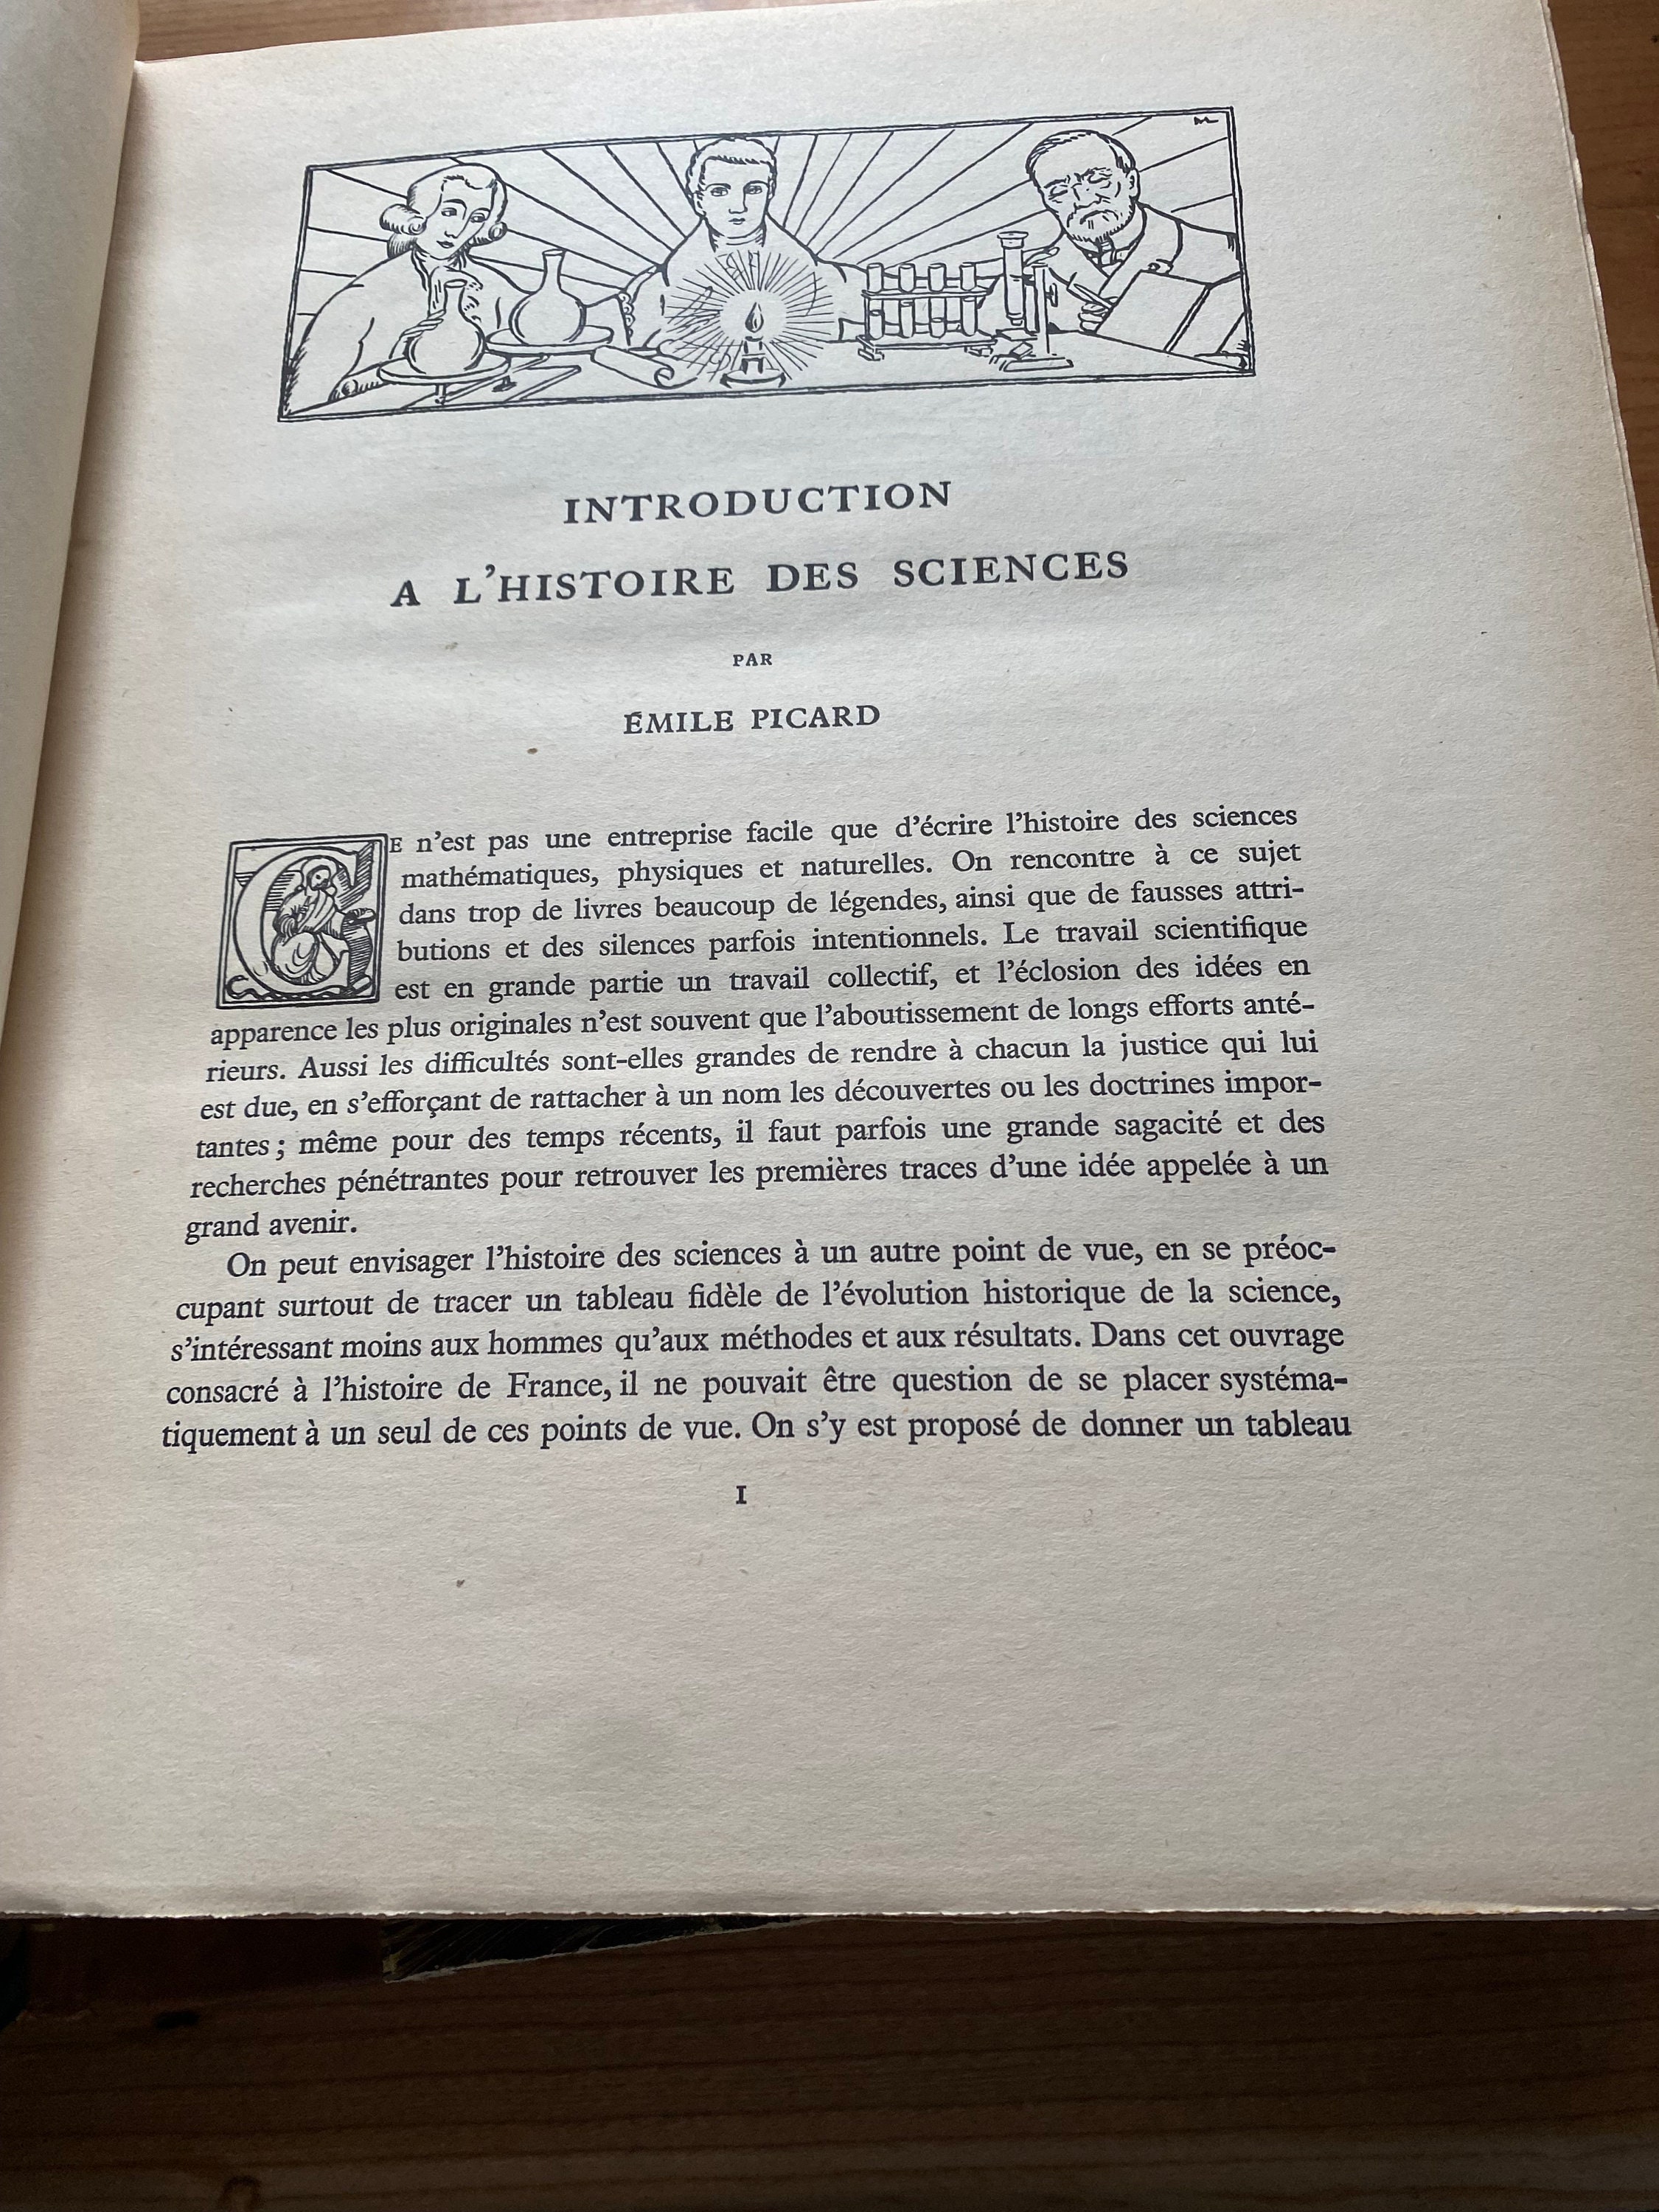 INTRODUCTION
A L'HISTOIRE DES SCIENCES
PAR
ÉMILE PICARD
CE n'est pas une entreprise facile que d'écrire l'histoire des sciences
mathématiques, physiques et naturelles. On rencontre à ce sujet
dans trop de livres beaucoup de légendes, ainsi que de fausses attri-
butions et des silences parfois intentionnels. Le travail scientifique
est en grande partie un travail collectif, et l'éclosion des idées en
apparence les plus originales n'est souvent que l'aboutissement de longs efforts anté-
rieurs. Aussi les difficultés sont-elles grandes de rendre à chacun la justice qui lui
est due, en s'efforçant de rattacher à un nom les découvertes ou les doctrines impor-
tantes ; même pour des temps récents, il faut parfois une grande sagacité et des
recherches pénétrantes pour retrouver les premières traces d'une idée appelée à un
grand avenir.
On peut envisager l'histoire des sciences à un autre point de vue, en se préoc-
cupant surtout de tracer un tableau fidèle de l'évolution historique de la science,
s'intéressant moins aux hommes qu'aux méthodes et aux résultats. Dans cet ouvrage
consacré à l'histoire de France, il ne pouvait être question de se placer systéma-
tiquement à un seul de ces points de vue. On s'y est proposé de donner un tableau
I